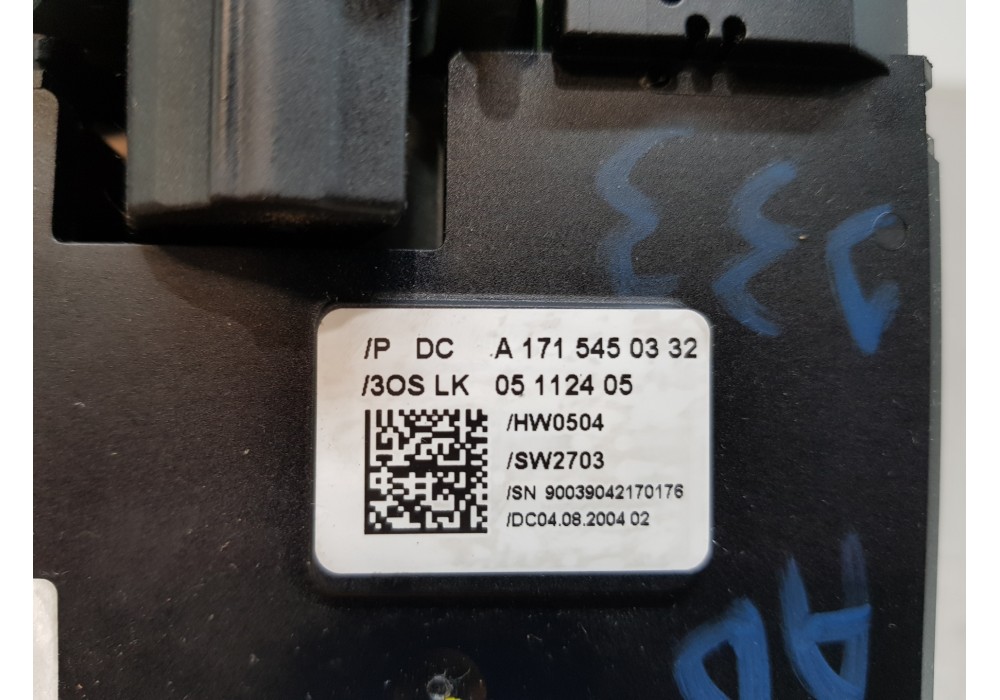 /P DC A 171 545 03 32
/3OS LK 05 1124 05
/HW0504
/SW2703
/SN 90039042170176
/DC04.08.2004 02